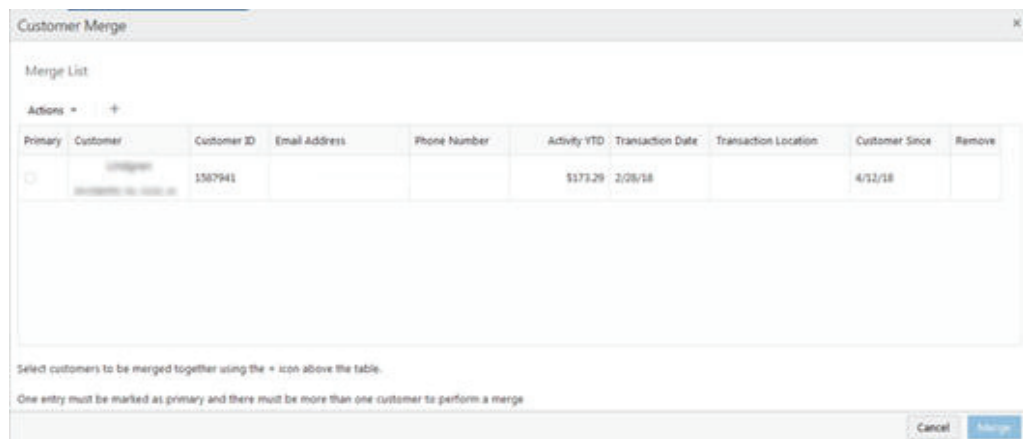 Customer Merge
×
Merge List
Actions +
Primary Customer Customer ID Email Address Phone Number Activity YTD Transaction Date Transaction Location Customer Since Remove
1587941 $173.29 2/28/18 4/12/18
Select customers to be merged together using the + icon above the table.
One entry must be marked as primary and there must be more than one customer to perform a merge
Cancel Merge